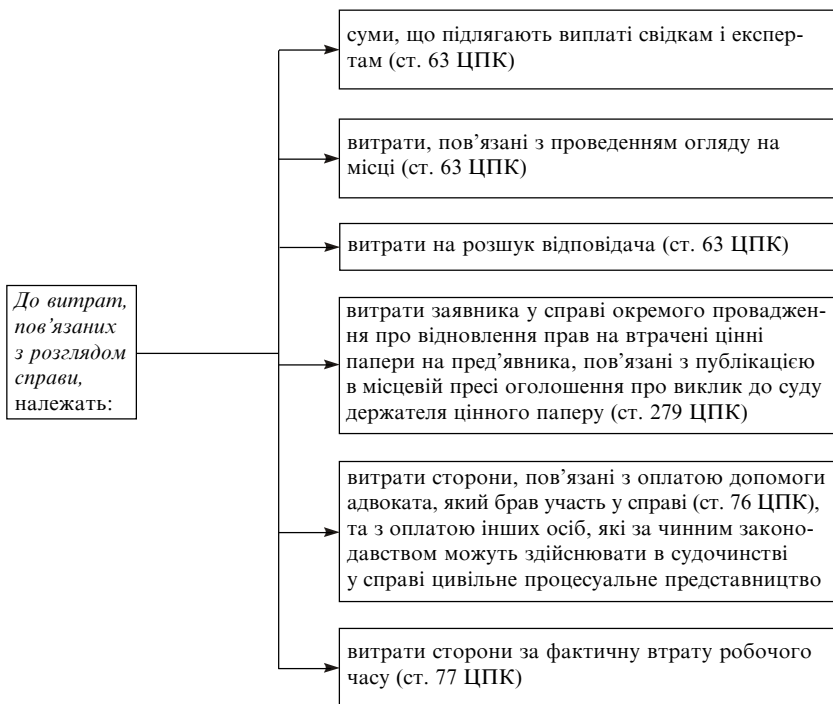 До витрат,
пов’язаних
з розглядом
справи,
належать:
суми, що підлягають виплаті свідкам і експер-
там (ст. 63 ЦПК)
витрати, пов’язані з проведенням огляду на
місці (ст. 63 ЦПК)
витрати на розшук відповідача (ст. 63 ЦПК)
витрати заявника у справі окремого проваджен-
ня про відновлення прав на втрачені цінні
папери на пред’явника, пов’язані з публікацією
в місцевій пресі оголошення про виклик до суду
держателя цінного паперу (ст. 279 ЦПК)
витрати сторони, пов’язані з оплатою допомоги
адвоката, який брав участь у справі (ст. 76 ЦПК),
та з оплатою інших осіб, які за чинним законо-
давством можуть здійснювати в судочинстві
у справі цивільне процесуальне представництво
витрати сторони за фактичну втрату робочого
часу (ст. 77 ЦПК)